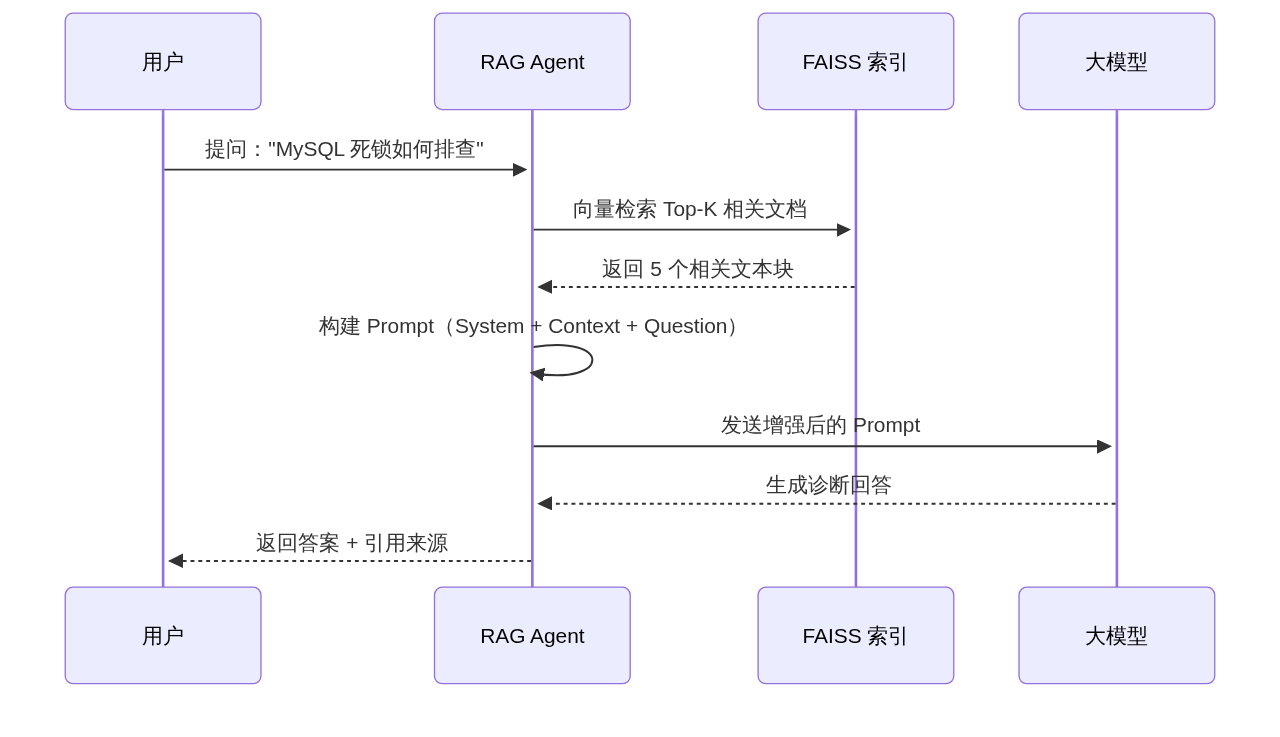 用户
RAG Agent
FAISS 索引
大模型
提问："MySQL 死锁如何排查"
向量检索 Top-K 相关文档
返回 5 个相关文本块
构建 Prompt（System + Context + Question）
发送增强后的 Prompt
生成诊断回答
返回答案 + 引用来源
用户
RAG Agent
FAISS 索引
大模型